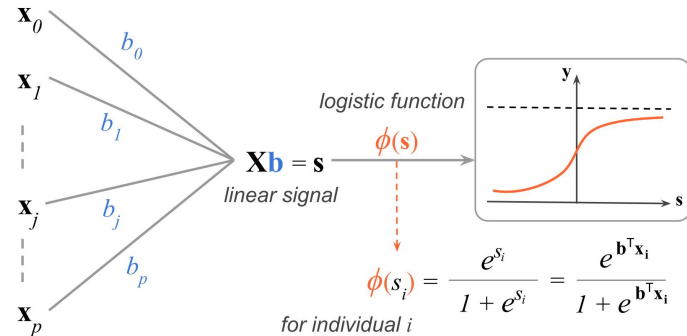 x₀
b₀
x₁
b₁
logistic function
ϕ(s)
y
s
Xb = s
linear signal
xⱼ
bⱼ
bₚ
xₚ
ϕ(sᵢ) = e^{sᵢ} / (1 + e^{sᵢ}) = e^{bᵀxᵢ} / (1 + e^{bᵀxᵢ})
for individual i